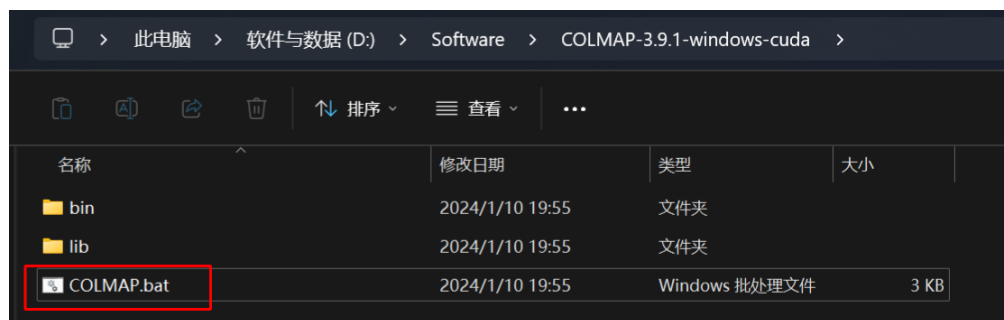 此电脑 > 软件与数据 (D:) > Software > COLMAP-3.9.1-windows-cuda >
排序 查看 •••
名称 修改日期 类型 大小
bin 2024/1/10 19:55 文件夹
lib 2024/1/10 19:55 文件夹
COLMAP.bat 2024/1/10 19:55 Windows 批处理文件 3 KB